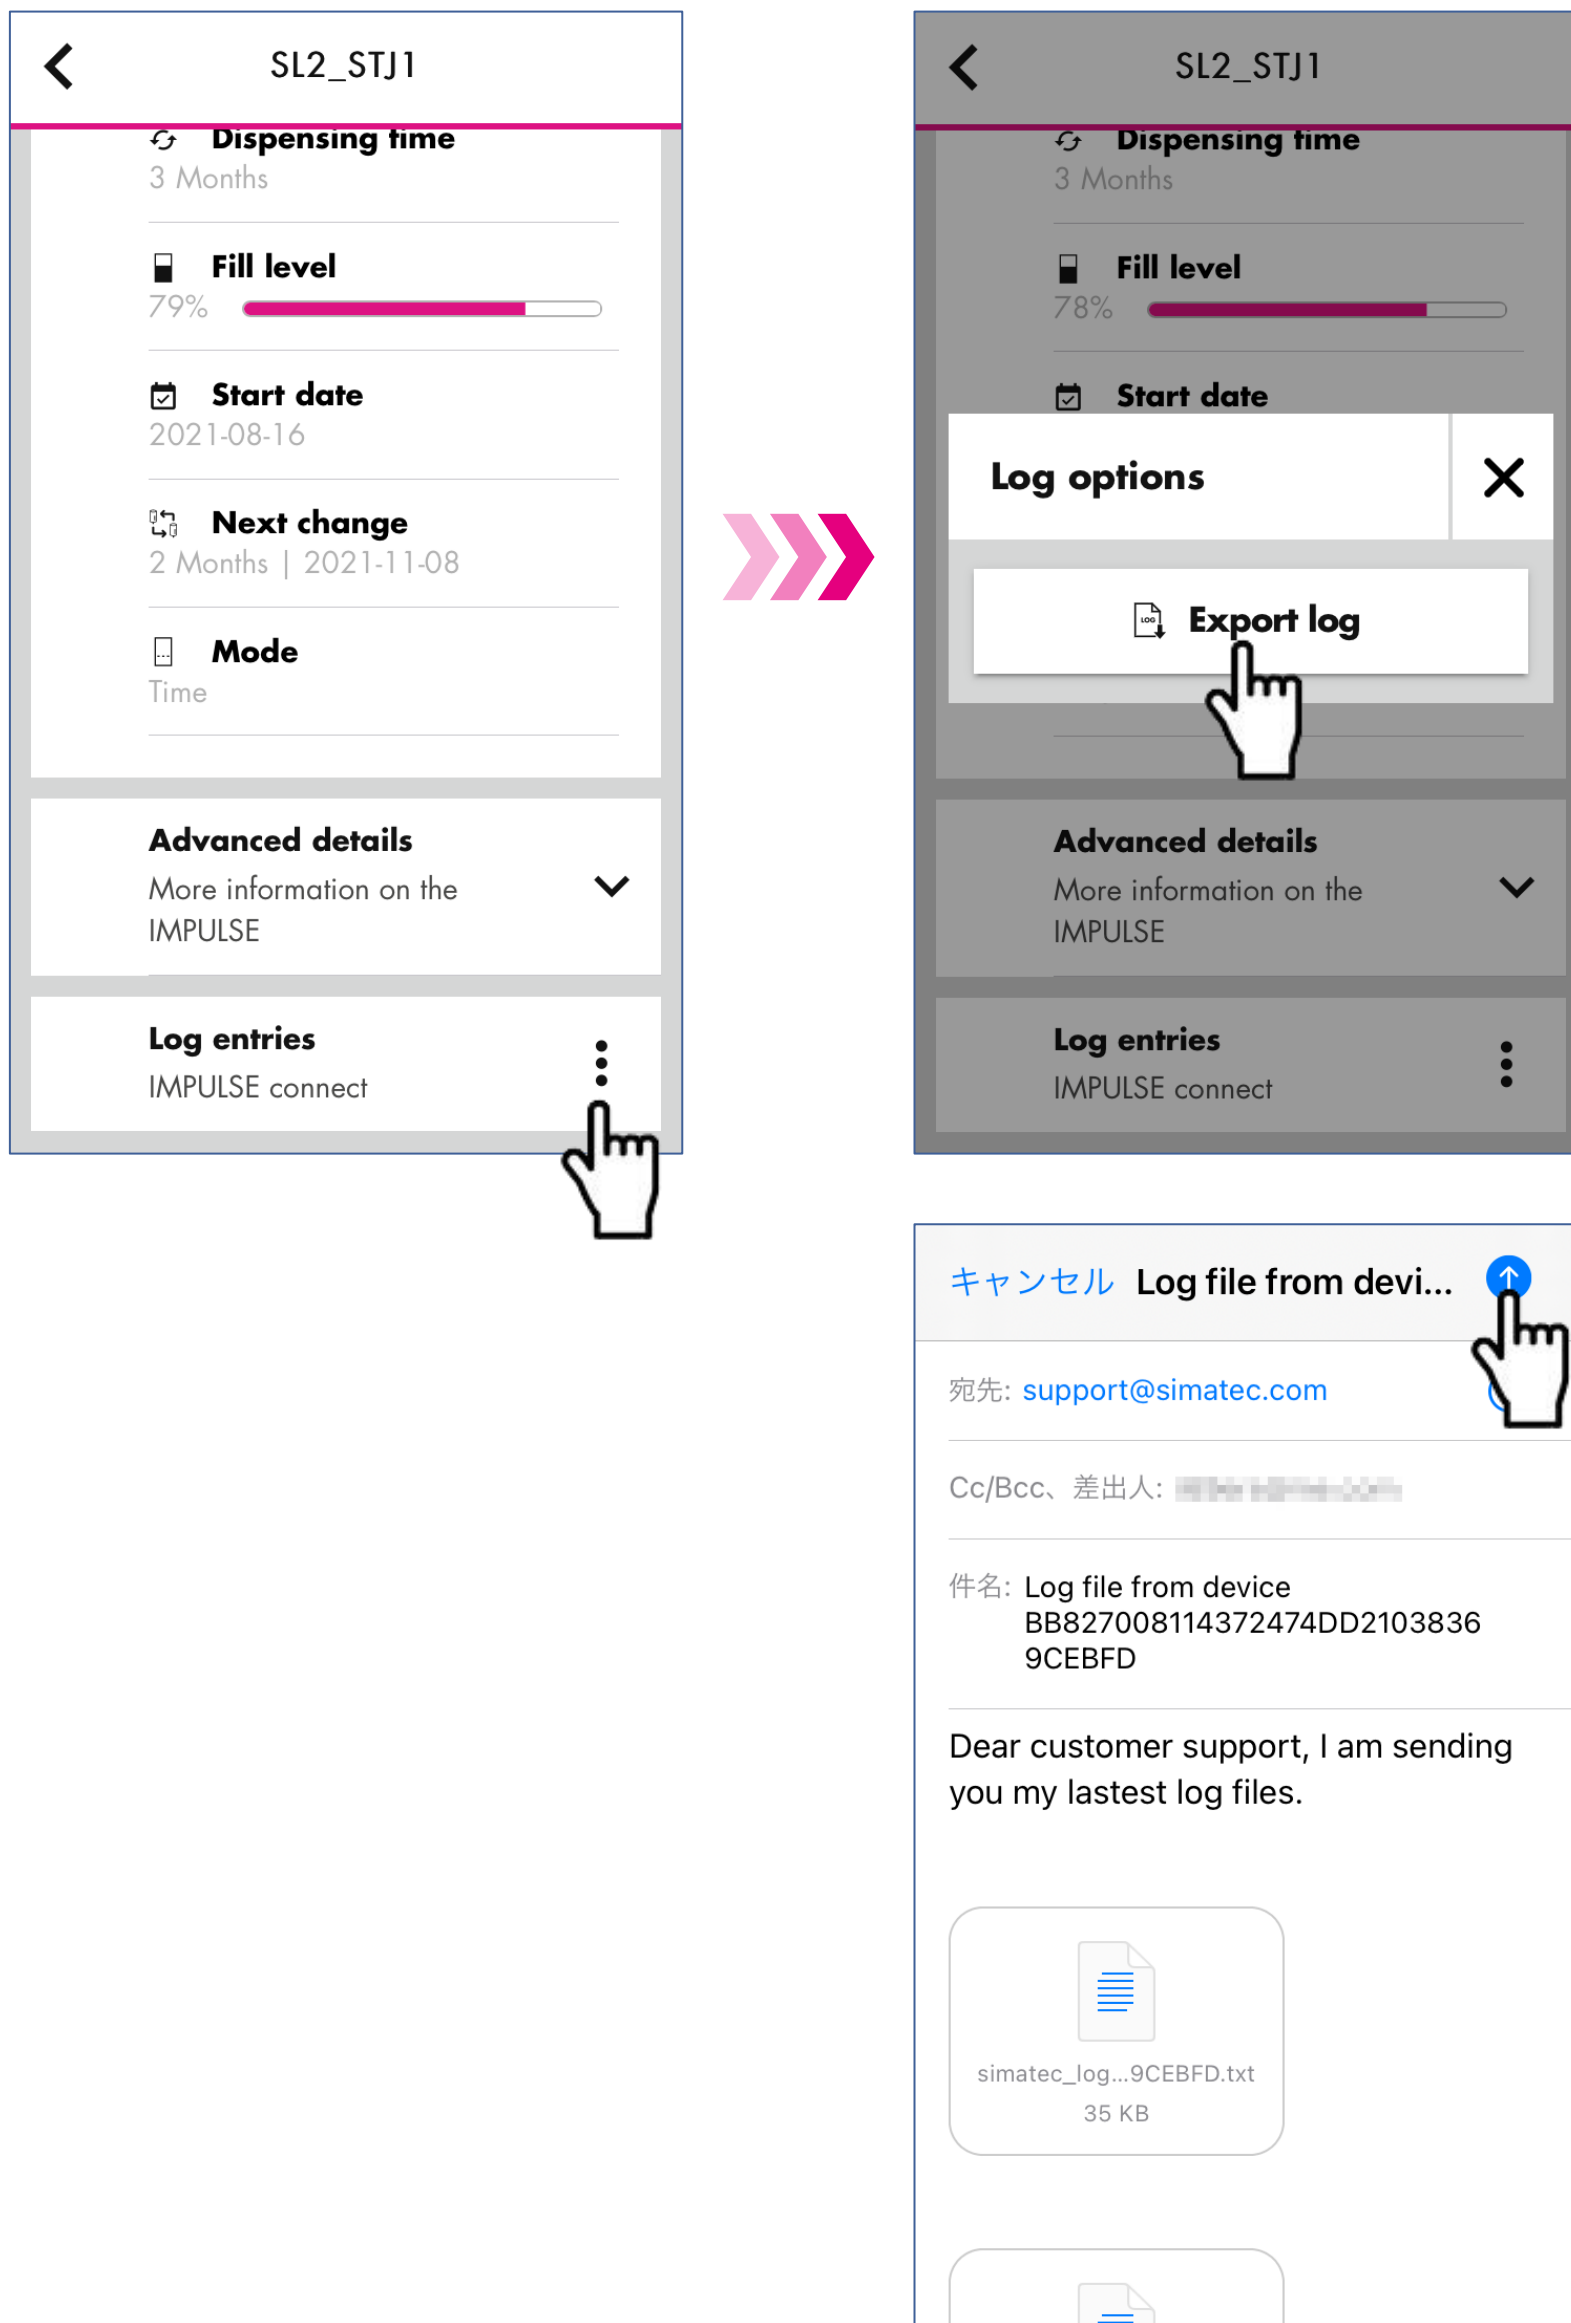 SL2_STJ1
Dispensing time
3 Months
Fill level
79%
Start date
2021-08-16
Next change
2 Months | 2021-11-08
Mode
Time
Advanced details
More information on the
IMPULSE
Log entries
IMPULSE connect
SL2_STJ1
Dispensing time
3 Months
Fill level
78%
Start date
Log options
LOG
Export log
Advanced details
More information on the
IMPULSE
Log entries
IMPULSE connect
キャンセル Log file from devi...
宛先: support@simatec.com
Cc/Bcc、差出人:
件名: Log file from device
BB827008114372474DD2103836
9CEBFD
Dear customer support, I am sending
you my lastest log files.
simatec_log...9CEBFD.txt
35 KB